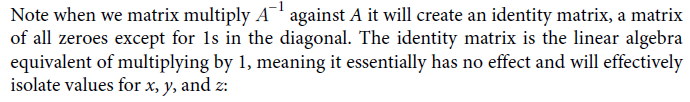 Note when we matrix multiply A⁻¹ against A it will create an identity matrix, a matrix
of all zeroes except for 1s in the diagonal. The identity matrix is the linear algebra
equivalent of multiplying by 1, meaning it essentially has no effect and will effectively
isolate values for x, y, and z: